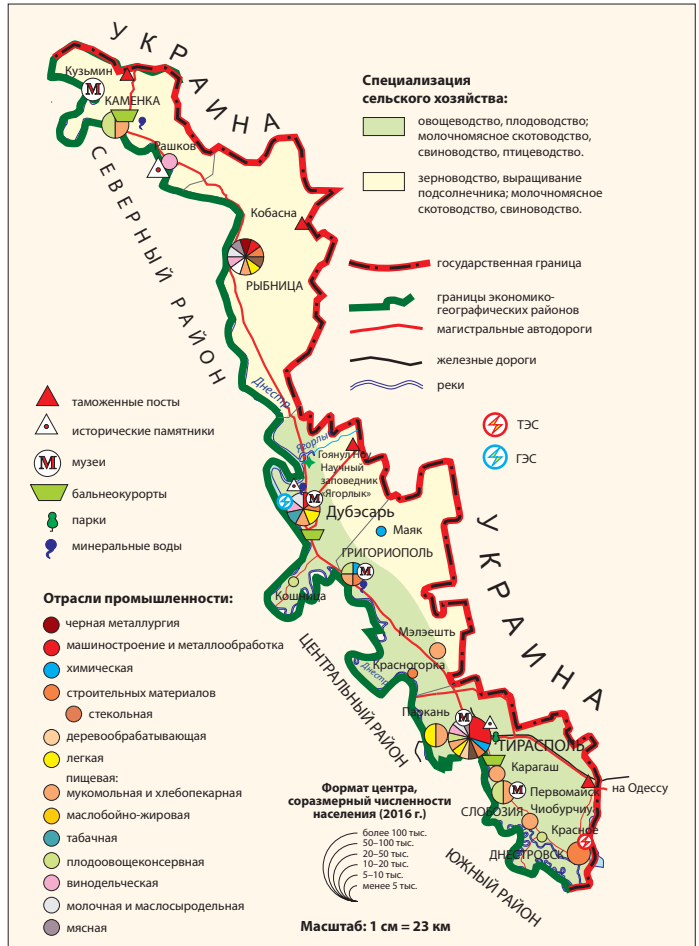 УКРАИНА
Кузьмин
М
КАМЕНКА
Рашков
СЕВЕРНЫЙ РАЙОН
Кобасна
РЫБНИЦА
Днестр
Ягорлык
Гоянул Ноу
Научный
заповедник
«Ягорлык»
М
Дубэсарь
Маяк
ГРИГОРИОПОЛЬ
М
Кошница
УКРАИНА
Мэлэешть
ЦЕНТРАЛЬНЫЙ РАЙОН
Красногорка
Днестр
Паркань
М
ТИРАСПОЛЬ
Карагаш
на Одессу
М
Первомайск
СЛОБОЗИЯ
Чиобурчиу
Красное
ДНЕСТРОВСК
ЮЖНЫЙ РАЙОН
Специализация
сельского хозяйства:
овощеводство, плодоводство;
молочномясное скотоводство,
свиноводство, птицеводство.
зерноводство, выращивание
подсолнечника; молочномясное
скотоводство, свиноводство.
государственная граница
границы экономико-
географических районов
магистральные автодороги
железные дороги
реки
ТЭС
ГЭС
таможенные посты
исторические памятники
М
музеи
бальнеокурорты
парки
минеральные воды
Отрасли промышленности:
черная металлургия
машиностроение и металлообработка
химическая
строительных материалов
стекольная
деревообрабатывающая
легкая
пищевая:
мукомольная и хлебопекарная
маслобойно-жировая
табачная
плодоовощеконсервная
винодельческая
молочная и маслосыродельная
мясная
Формат центра,
соразмерный численности
населения (2016 г.)
более 100 тыс.
50–100 тыс.
20–50 тыс.
10–20 тыс.
5–10 тыс.
менее 5 тыс.
Масштаб: 1 см = 23 км